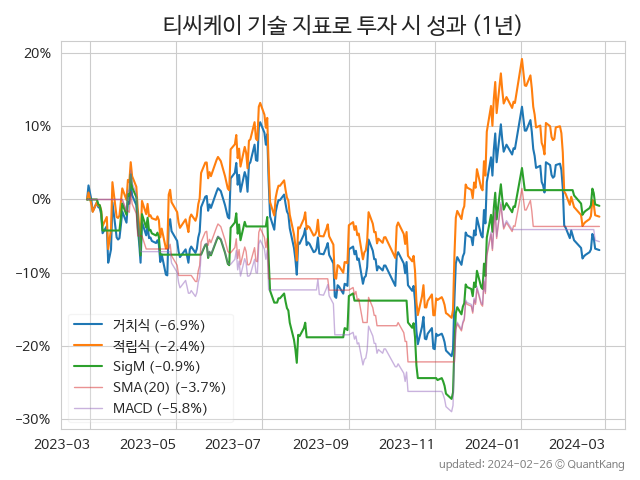 티씨케이 기술 지표로 투자 시 성과 (1년)
20%
10%
0%
−10%
−20%
−30%
거치식 (−6.9%)
적립식 (−2.4%)
SigM (−0.9%)
SMA(20) (−3.7%)
MACD (−5.8%)
2023-03 2023-05 2023-07 2023-09 2023-11 2024-01 2024-03
updated: 2024-02-26 ⓒ QuantKang